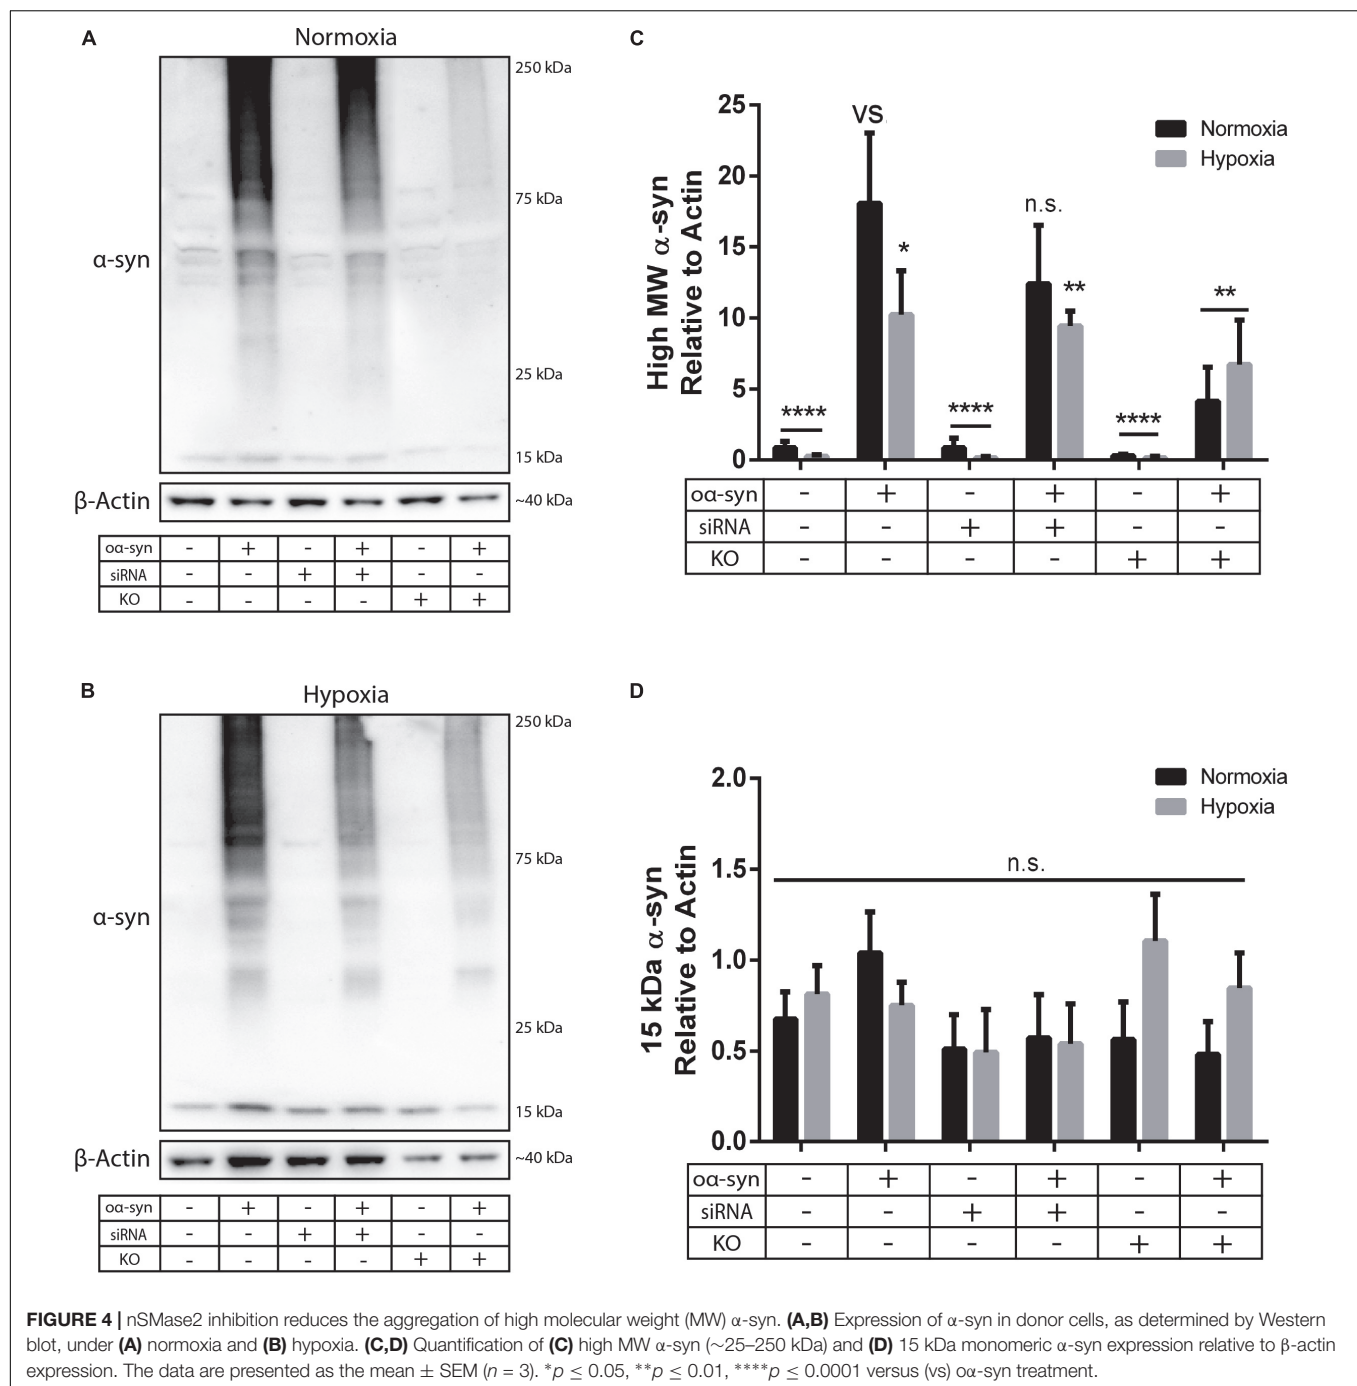 A
Normoxia
250 kDa
75 kDa
α-syn
25 kDa
15 kDa
β-Actin
~40 kDa
oα-syn - + - + - +
siRNA - - + + - -
KO - - - - + +
B
Hypoxia
250 kDa
75 kDa
α-syn
25 kDa
15 kDa
β-Actin
~40 kDa
oα-syn - + - + - +
siRNA - - + + - -
KO - - - - + +
C
High MW α-syn
Relative to Actin
25
20
15
10
5
0
Normoxia
Hypoxia
****
vs.
*
****
n.s.
**
****
**
oα-syn - + - + - +
siRNA - - + + - -
KO - - - - + +
D
15 kDa α-syn
Relative to Actin
2.0
1.5
1.0
0.5
0.0
Normoxia
Hypoxia
n.s.
oα-syn - + - + - +
siRNA - - + + - -
KO - - - - + +
FIGURE 4 | nSMase2 inhibition reduces the aggregation of high molecular weight (MW) α-syn. (A,B) Expression of α-syn in donor cells, as determined by Western
blot, under (A) normoxia and (B) hypoxia. (C,D) Quantification of (C) high MW α-syn (~25–250 kDa) and (D) 15 kDa monomeric α-syn expression relative to β-actin
expression. The data are presented as the mean ± SEM (n = 3). *p ≤ 0.05, **p ≤ 0.01, ****p ≤ 0.0001 versus (vs) oα-syn treatment.